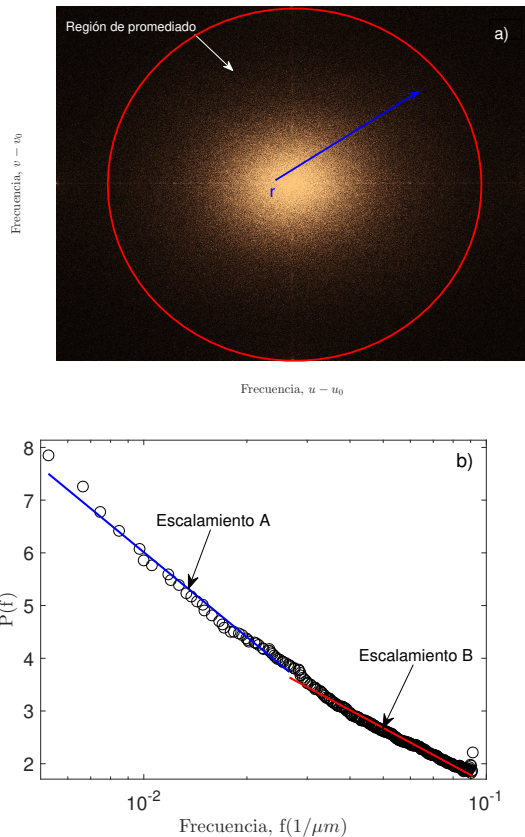 Región de promediado
a)
r
Frecuencia, v − v₀
Frecuencia, u − u₀
b)
8
7
6
5
4
3
2
P(f)
Escalamiento A
Escalamiento B
10⁻²
10⁻¹
Frecuencia, f(1/μm)